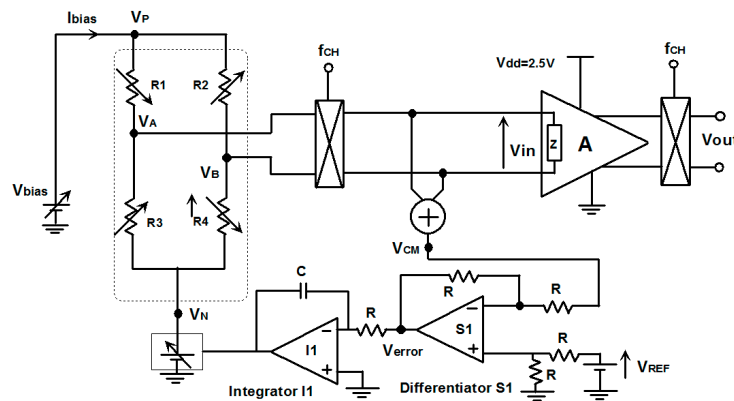 Ibias
VP
fCH
Vdd=2.5V
fCH
R1
R2
VA
VB
Vin
Z
A
Vout
Vbias
R3
R4
VCM
C
R
R
VN
R
S1
R
I1
Verror
R
VREF
Integrator I1
Differentiator S1